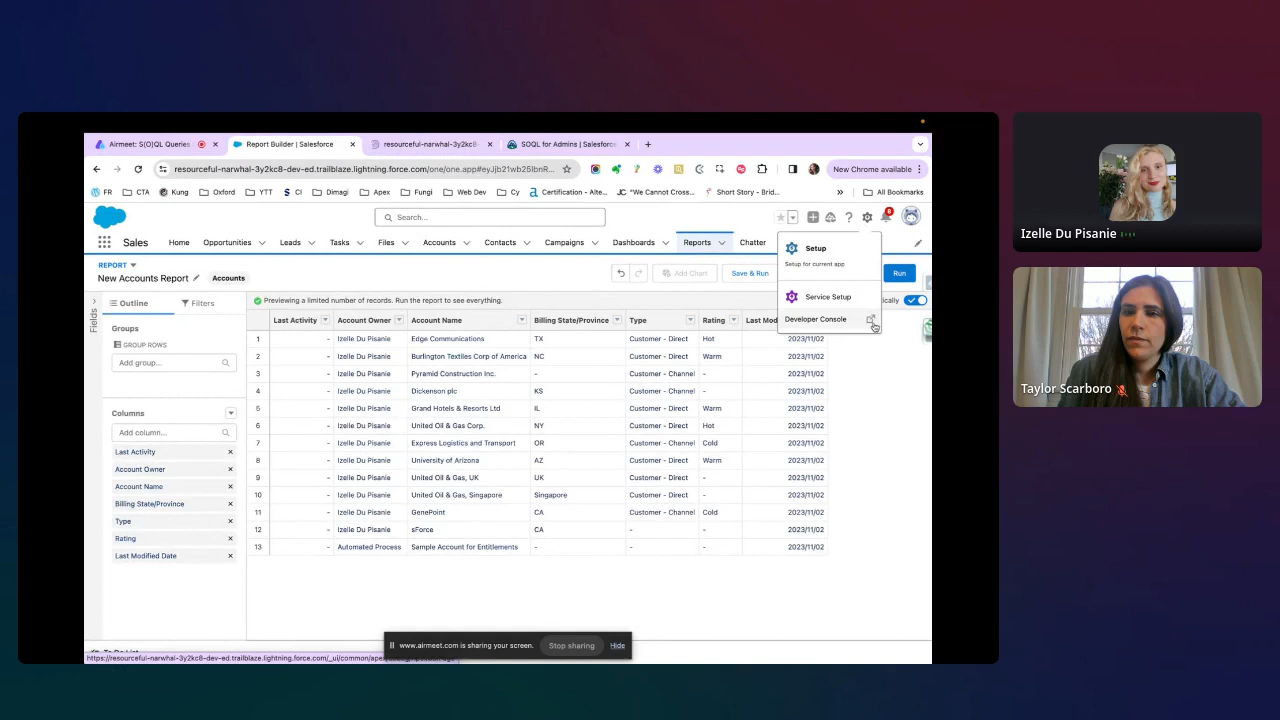 Airmeet: S(O)QL Queries
Report Builder | Salesforce
resourceful-narwhal-3y2kc8-
SOQL for Admins | Salesforce
resourceful-narwhal-3y2kc8-dev-ed.trailblaze.lightning.force.com/one/one.app#eyJjb21wb25lbnR...
New Chrome available
FR
CTA
Kung
Oxford
YTT
CI
Dimagi
Apex
Fungi
Web Dev
Cy
Certification - Alte...
"We Cannot Cross...
Short Story - Brid...
»
All Bookmarks
Search...
8
Sales
Home
Opportunities
Leads
Tasks
Files
Accounts
Contacts
Campaigns
Dashboards
Reports
Chatter
Setup
Setup for current app
Service Setup
Developer Console
REPORT
New Accounts Report
Accounts
Add Chart
Save & Run
Run
Fields
Outline
Filters
Previewing a limited number of records. Run the report to see everything.
Groups
GROUP ROWS
Add group...
Columns
Add column...
Last Activity
Account Owner
Account Name
Billing State/Province
Type
Rating
Last Modified Date
Last Activity Account Owner Account Name Billing State/Province Type Rating Last Mod
1 - Izelle Du Pisanie Edge Communications TX Customer - Direct Hot 2023/11/02
2 - Izelle Du Pisanie Burlington Textiles Corp of America NC Customer - Direct Warm 2023/11/02
3 - Izelle Du Pisanie Pyramid Construction Inc. - Customer - Channel - 2023/11/02
4 - Izelle Du Pisanie Dickenson plc KS Customer - Channel - 2023/11/02
5 - Izelle Du Pisanie Grand Hotels & Resorts Ltd IL Customer - Direct Warm 2023/11/02
6 - Izelle Du Pisanie United Oil & Gas Corp. NY Customer - Direct Hot 2023/11/02
7 - Izelle Du Pisanie Express Logistics and Transport OR Customer - Channel Cold 2023/11/02
8 - Izelle Du Pisanie University of Arizona AZ Customer - Direct Warm 2023/11/02
9 - Izelle Du Pisanie United Oil & Gas, UK UK Customer - Direct - 2023/11/02
10 - Izelle Du Pisanie United Oil & Gas, Singapore Singapore Customer - Direct - 2023/11/02
11 - Izelle Du Pisanie GenePoint CA Customer - Channel Cold 2023/11/02
12 - Izelle Du Pisanie sForce CA - - 2023/11/02
13 - Automated Process Sample Account for Entitlements - - - 2023/11/02
www.airmeet.com is sharing your screen.
Stop sharing
Hide
Izelle Du Pisanie
Taylor Scarboro